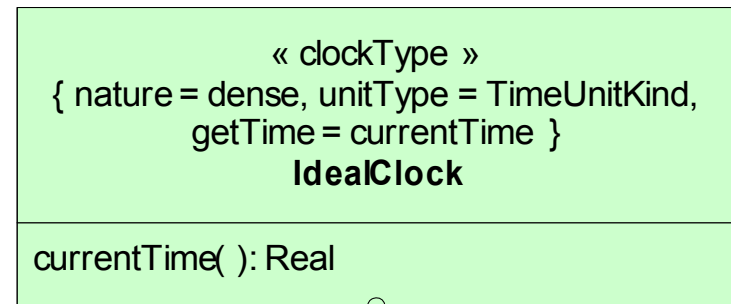 « clockType »
{ nature = dense, unitType = TimeUnitKind,
getTime = currentTime }
IdealClock
currentTime( ): Real